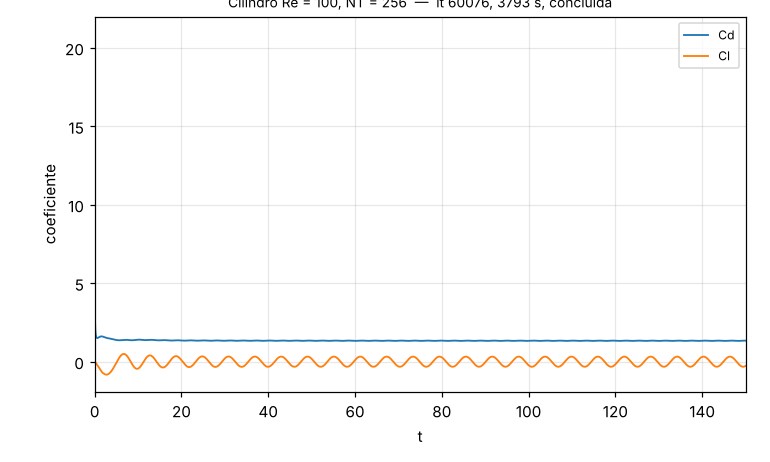 Cilindro Re = 100, NT = 256 — it 60076, 3793 s, concluída
Cd
Cl
20
15
10
5
0
coeficiente
0 20 40 60 80 100 120 140
t